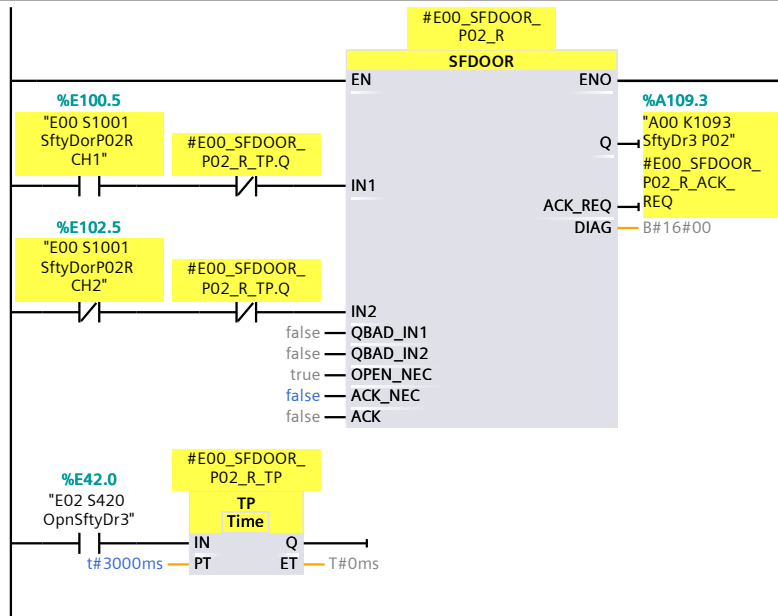 #E00_SFDOOR_
P02_R
SFDOOR
EN
ENO
%E100.5
"E00 S1001
SftyDorP02R
CH1"
#E00_SFDOOR_
P02_R_TP.Q
IN1
%A109.3
"A00 K1093
SftyDr3 P02"
Q
#E00_SFDOOR_
P02_R_ACK_
REQ
ACK_REQ
DIAG
B#16#00
%E102.5
"E00 S1001
SftyDorP02R
CH2"
#E00_SFDOOR_
P02_R_TP.Q
IN2
false QBAD_IN1
false QBAD_IN2
true OPEN_NEC
false ACK_NEC
false ACK
#E00_SFDOOR_
P02_R_TP
%E42.0
"E02 S420
OpnSftyDr3"
TP
Time
IN Q
t#3000ms PT ET T#0ms